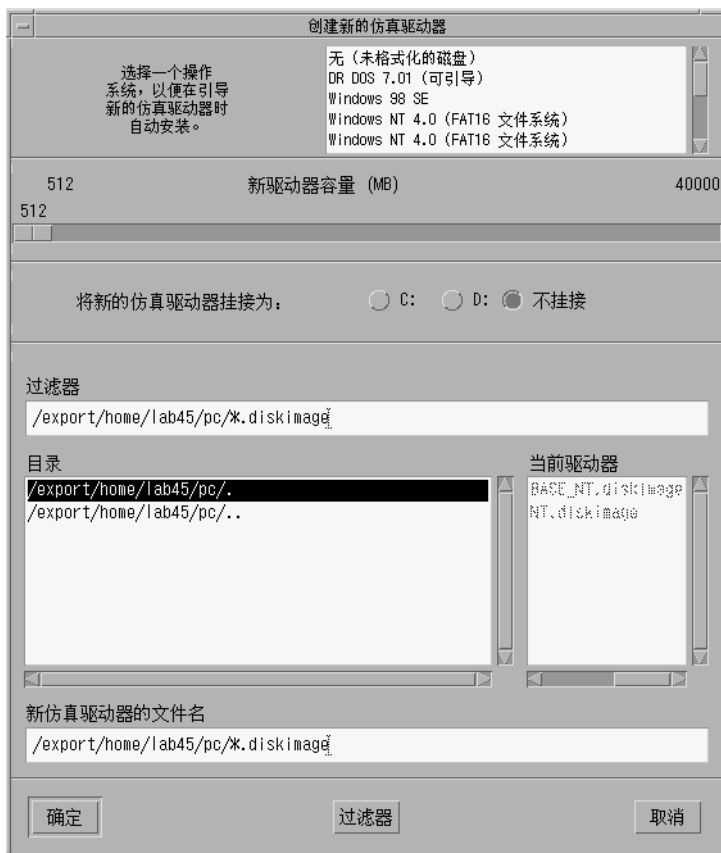 创建新的仿真驱动器
选择一个操作
系统，以便在引导
新的仿真驱动器时
自动安装。
无 (未格式化的磁盘)
DR DOS 7.01 (可引导)
Windows 98 SE
Windows NT 4.0 (FAT16 文件系统)
Windows NT 4.0 (FAT16 文件系统)
512 新驱动器容量 (MB) 40000
512
将新的仿真驱动器挂接为： C: D: 不挂接
过滤器
/export/home/lab45/pc/*.diskimage
目录
/export/home/lab45/pc/.
/export/home/lab45/pc/..
当前驱动器
BASE_NT.diskimage
NT.diskimage
新仿真驱动器的文件名
/export/home/lab45/pc/*.diskimage
确定 过滤器 取消